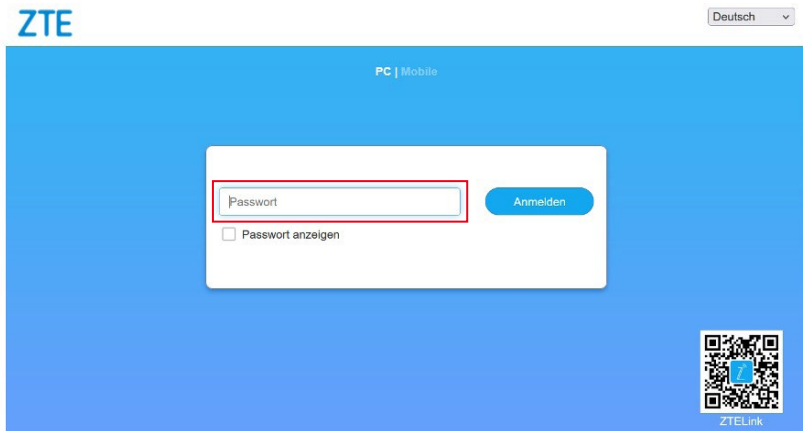 ZTE
Deutsch
PC | Mobile
Passwort
Anmelden
Passwort anzeigen
ZTELink